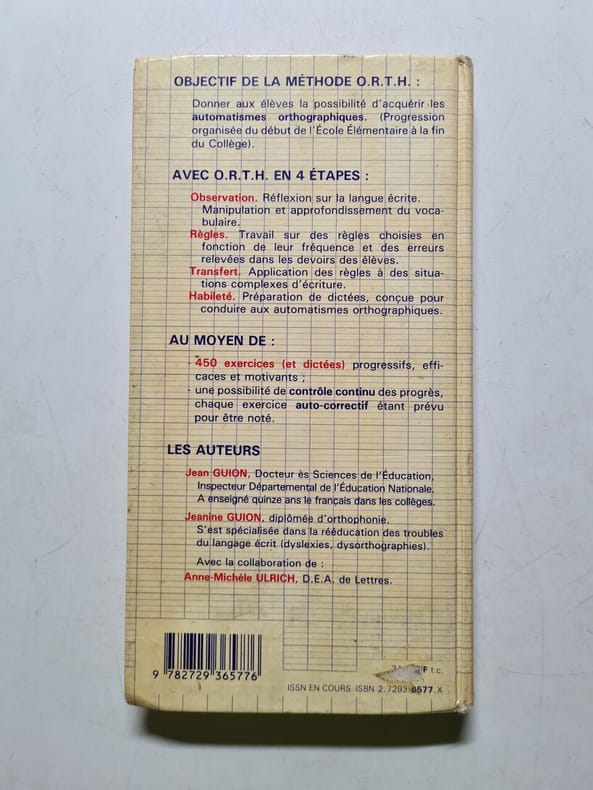 OBJECTIF DE LA MÉTHODE O.R.T.H. :
Donner aux élèves la possibilité d'acquérir les
automatismes orthographiques. (Progression
organisée du début de l'École Élémentaire à la fin
du Collège).
AVEC O.R.T.H. EN 4 ÉTAPES :
Observation. Réflexion sur la langue écrite.
Manipulation et approfondissement du voca-
bulaire.
Règles. Travail sur des règles choisies en
fonction de leur fréquence et des erreurs
relevées dans les devoirs des élèves.
Transfert. Application des règles à des situa-
tions complexes d'écriture.
Habileté. Préparation de dictées, conçue pour
conduire aux automatismes orthographiques.
AU MOYEN DE :
- 450 exercices (et dictées) progressifs, effi-
caces et motivants ;
- une possibilité de contrôle continu des progrès,
chaque exercice auto-correctif étant prévu
pour être noté.
LES AUTEURS
Jean GUION, Docteur ès Sciences de l'Éducation,
Inspecteur Départemental de l'Éducation Nationale.
A enseigné quinze ans le français dans les collèges.
Jeanine GUION, diplômée d'orthophonie.
S'est spécialisée dans la rééducation des troubles
du langage écrit (dyslexies, dysorthographies).
Avec la collaboration de :
Anne-Michèle ULRICH, D.E.A. de Lettres.
F t.c.
9 782729 365776
ISSN EN COURS ISBN 2.7293.6577.X